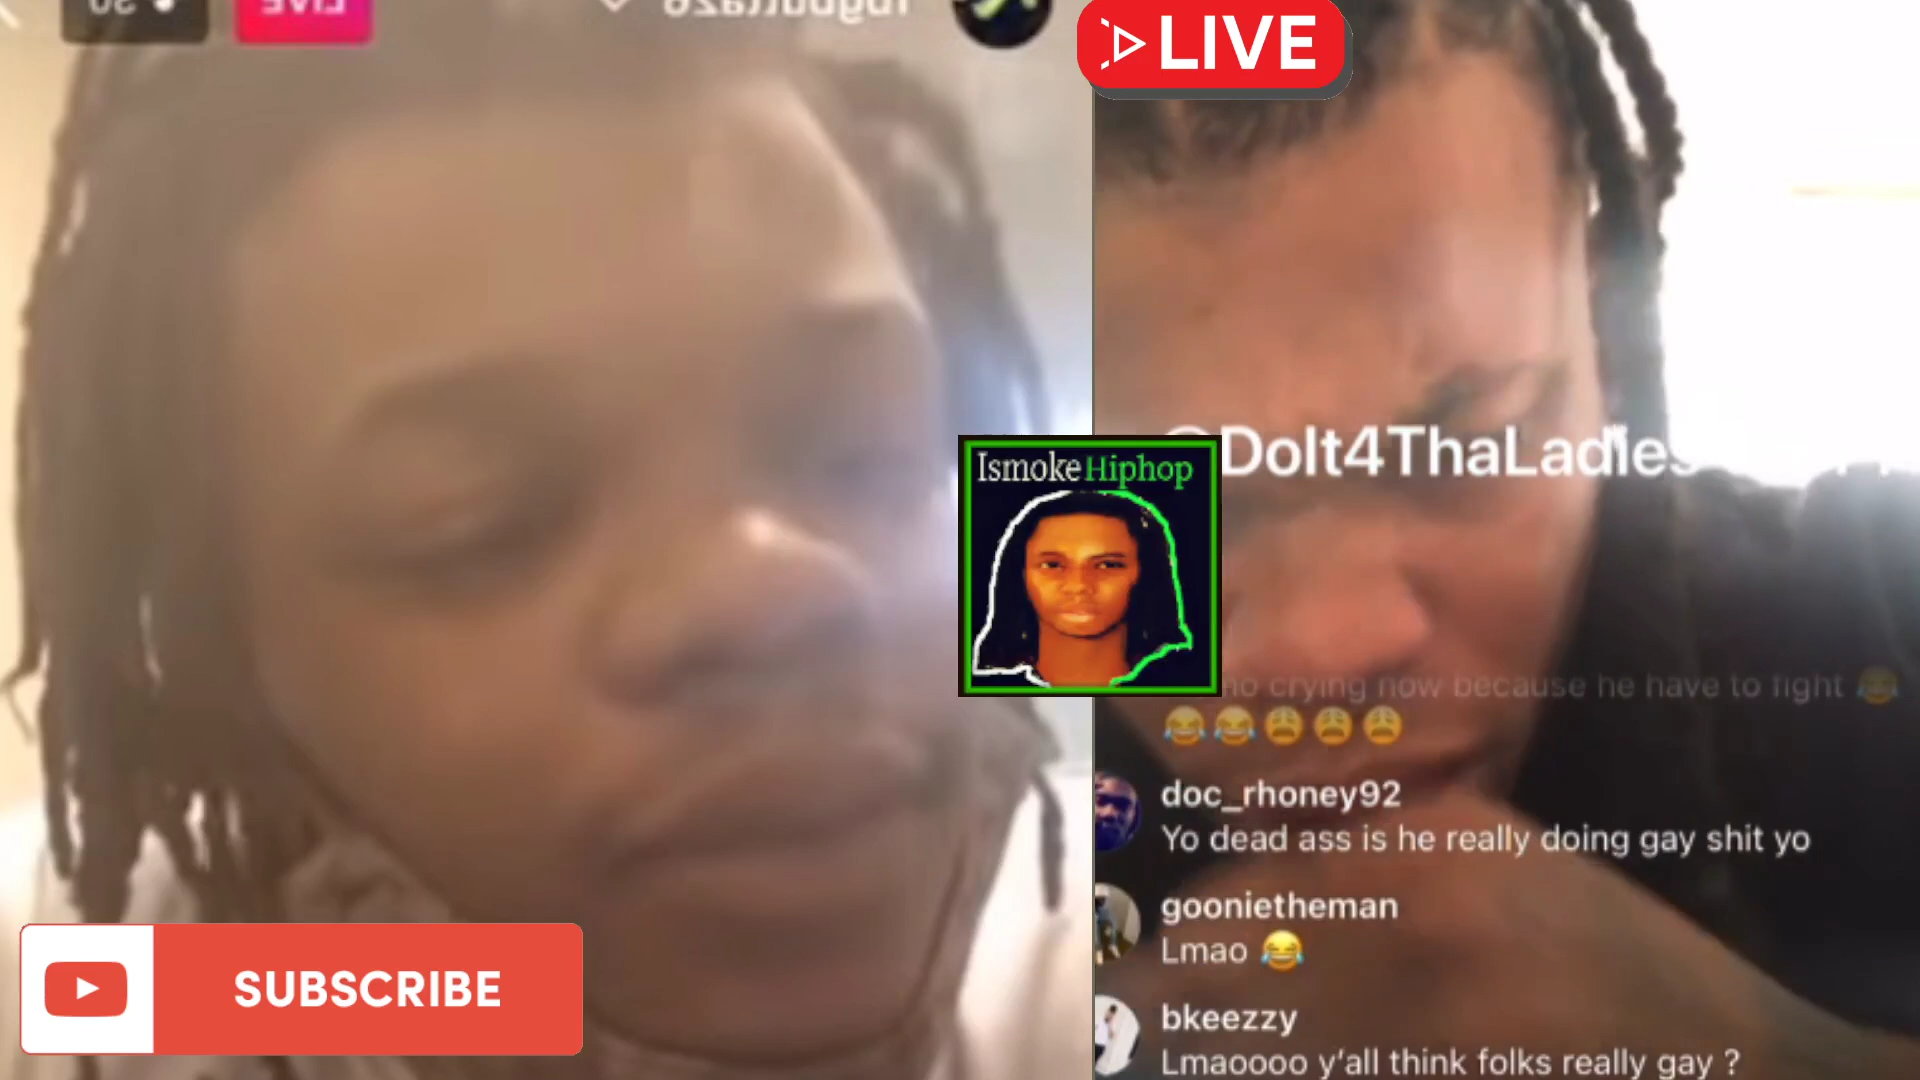 LIVE
@DoIt4ThaLadies
Ismoke Hiphop
crying now because he have to fight 😂
😂😂😩😩😩
doc_rhoney92
Yo dead ass is he really doing gay shit yo
goonietheman
Lmao 😂
bkeezzy
Lmaoooo y'all think folks really gay ?
SUBSCRIBE